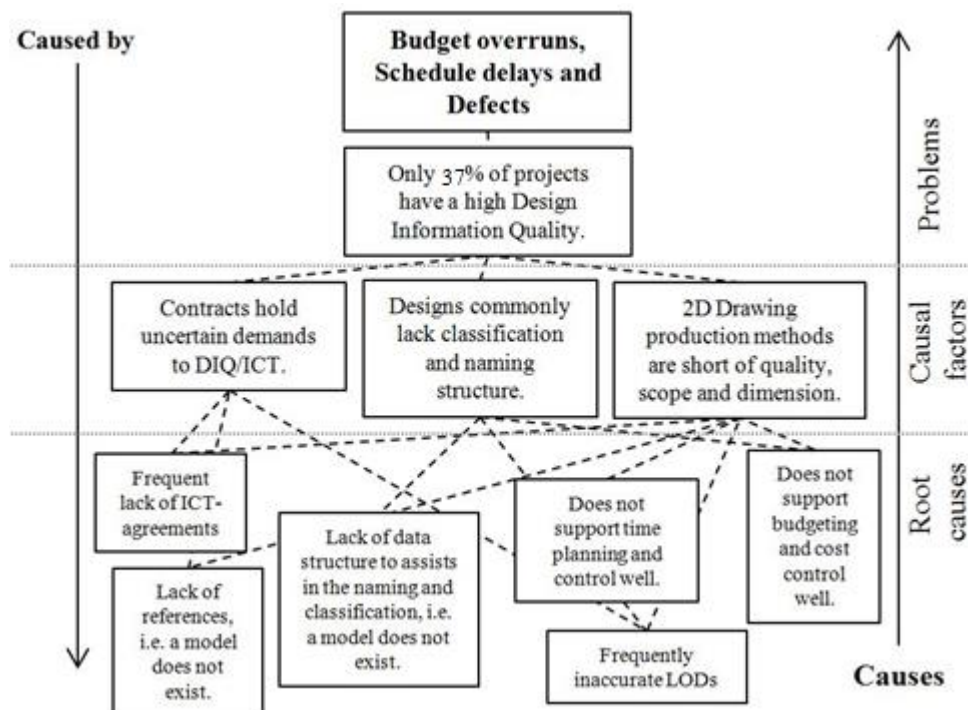 Caused by
Budget overruns,
Schedule delays and
Defects
Only 37% of projects
have a high Design
Information Quality.
Problems
Contracts hold
uncertain demands
to DIQ/ICT.
Designs commonly
lack classification
and naming
structure.
2D Drawing
production methods
are short of quality,
scope and dimension.
Causal
factors
Frequent
lack of ICT-
agreements
Lack of
references,
i.e. a model
does not
exist.
Lack of data
structure to assists
in the naming and
classification, i.e.
a model does not
exist.
Does not
support time
planning and
control well.
Frequently
inaccurate LODs
Does not
support
budgeting
and cost
control
well.
Root
causes
Causes